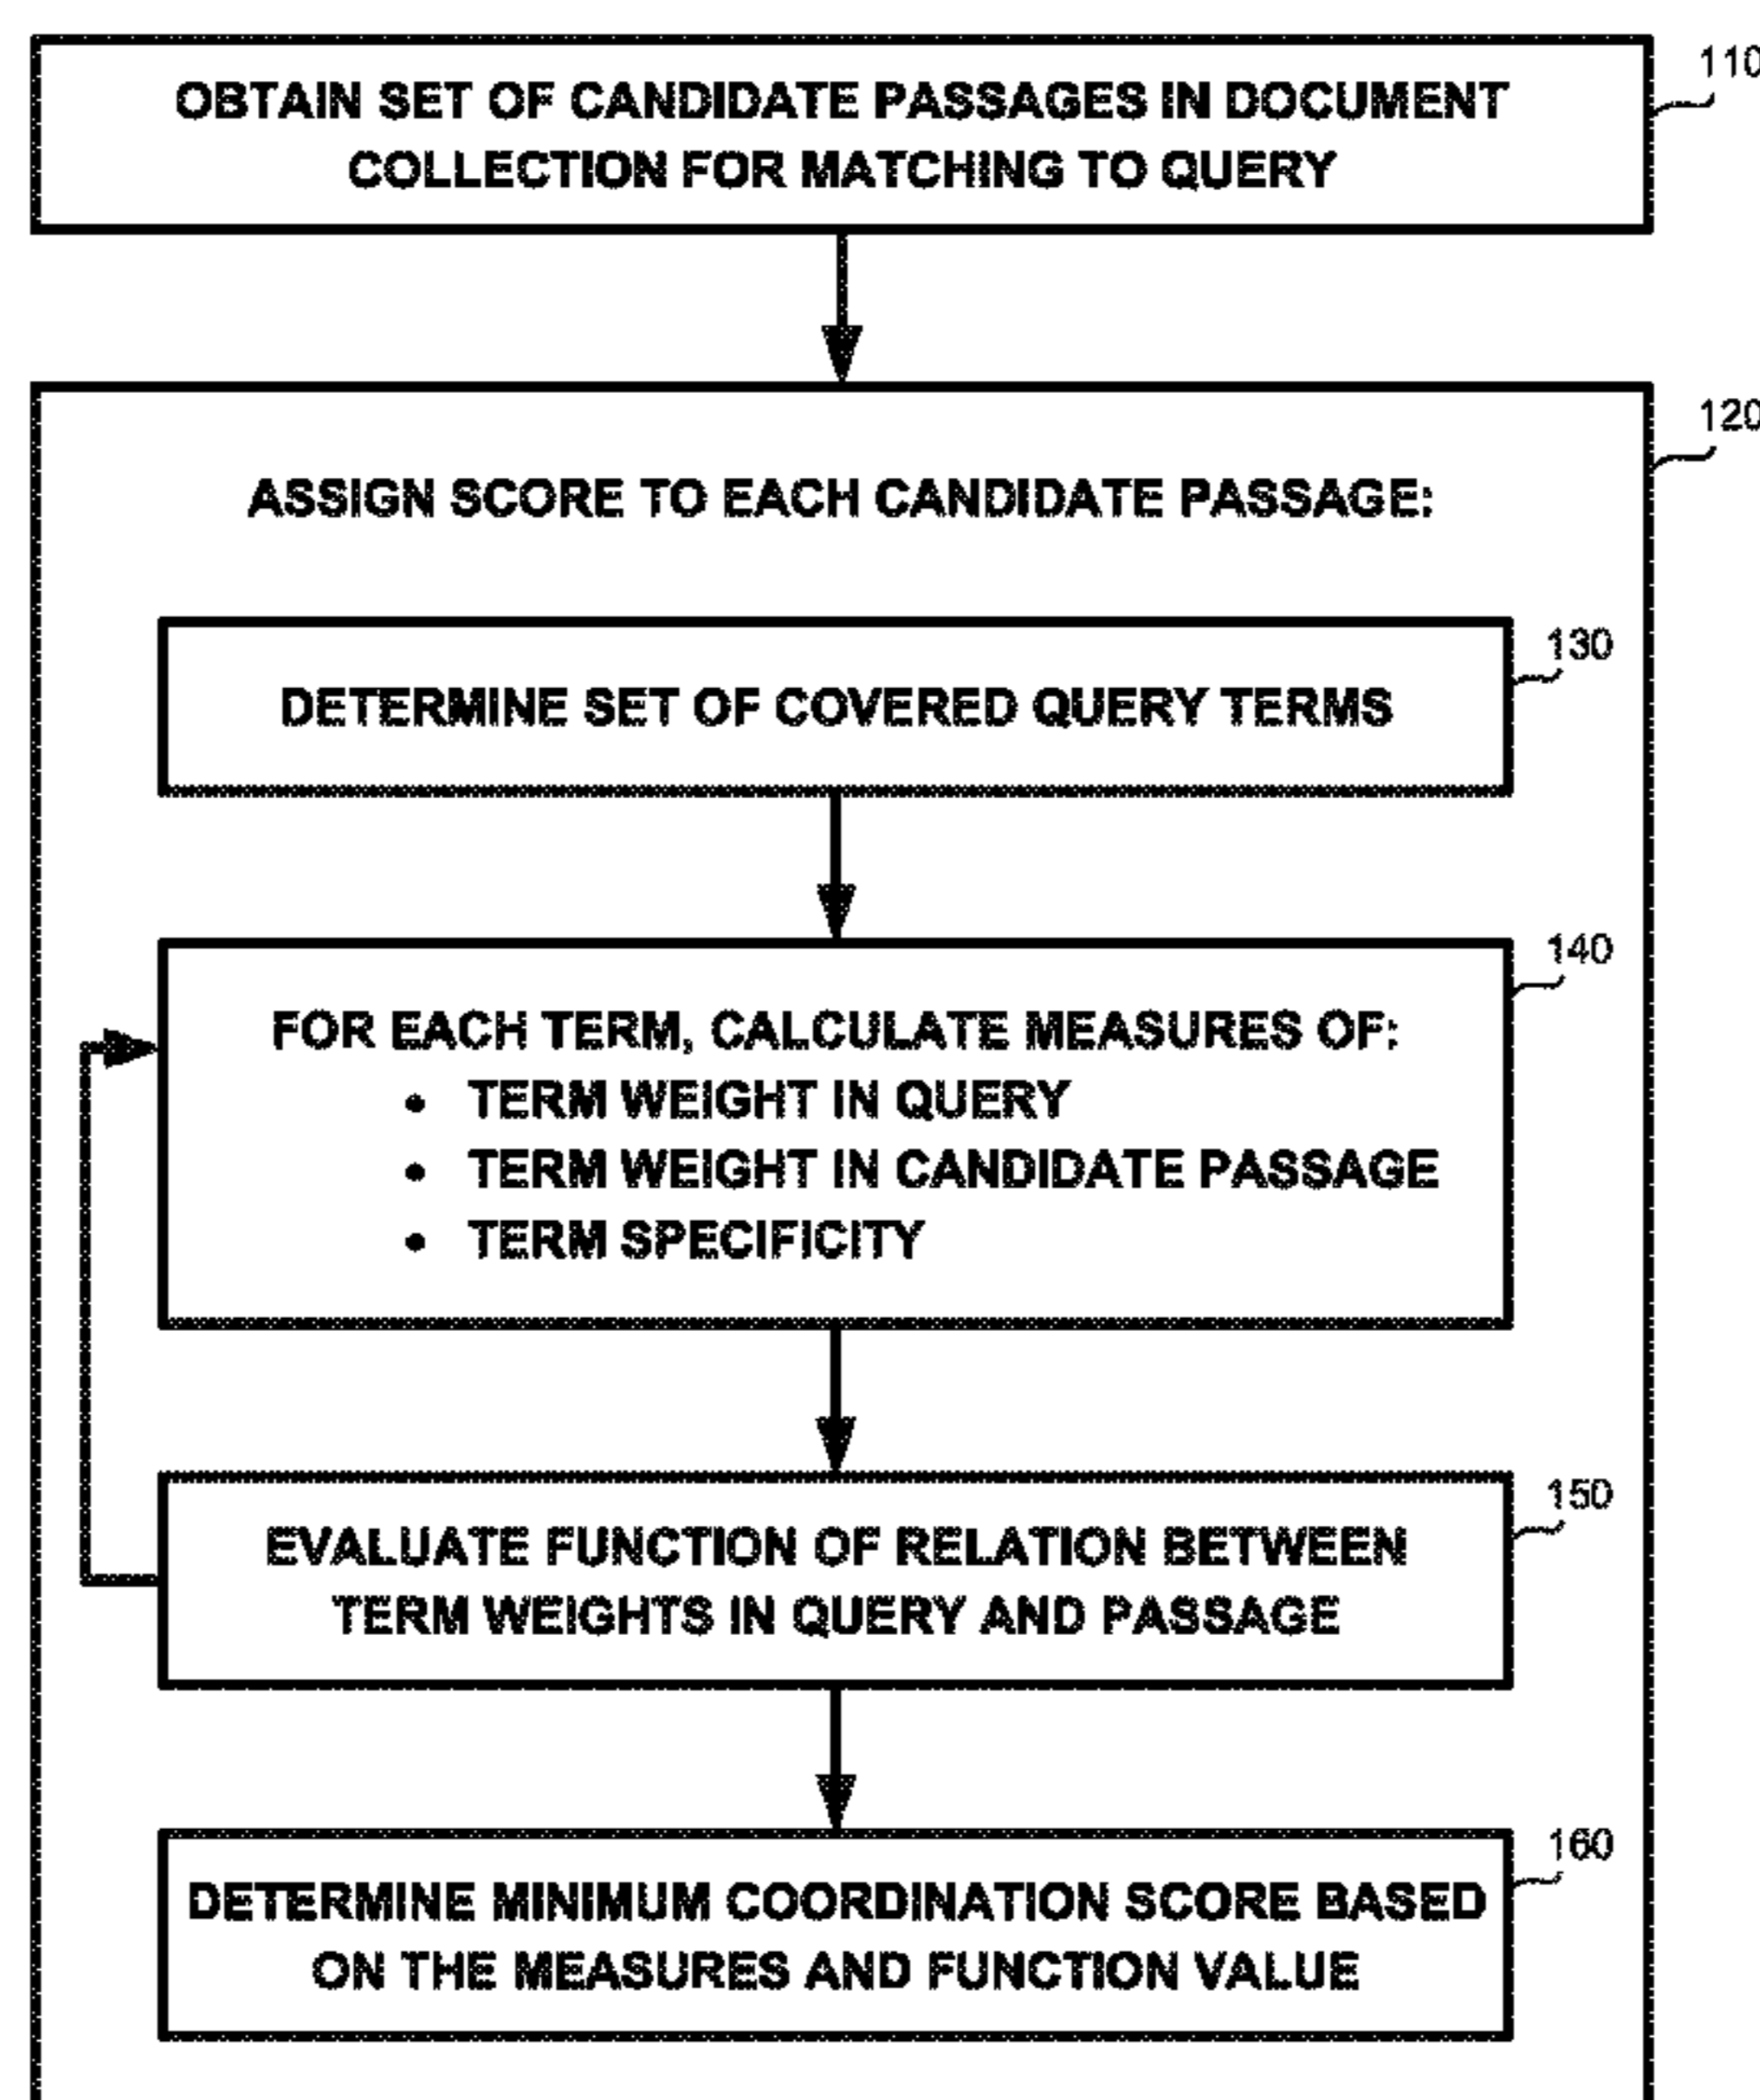 OBTAIN SET OF CANDIDATE PASSAGES IN DOCUMENT
COLLECTION FOR MATCHING TO QUERY
110
ASSIGN SCORE TO EACH CANDIDATE PASSAGE:
120
DETERMINE SET OF COVERED QUERY TERMS
130
FOR EACH TERM, CALCULATE MEASURES OF:
• TERM WEIGHT IN QUERY
• TERM WEIGHT IN CANDIDATE PASSAGE
• TERM SPECIFICITY
140
EVALUATE FUNCTION OF RELATION BETWEEN
TERM WEIGHTS IN QUERY AND PASSAGE
150
DETERMINE MINIMUM COORDINATION SCORE BASED
ON THE MEASURES AND FUNCTION VALUE
160